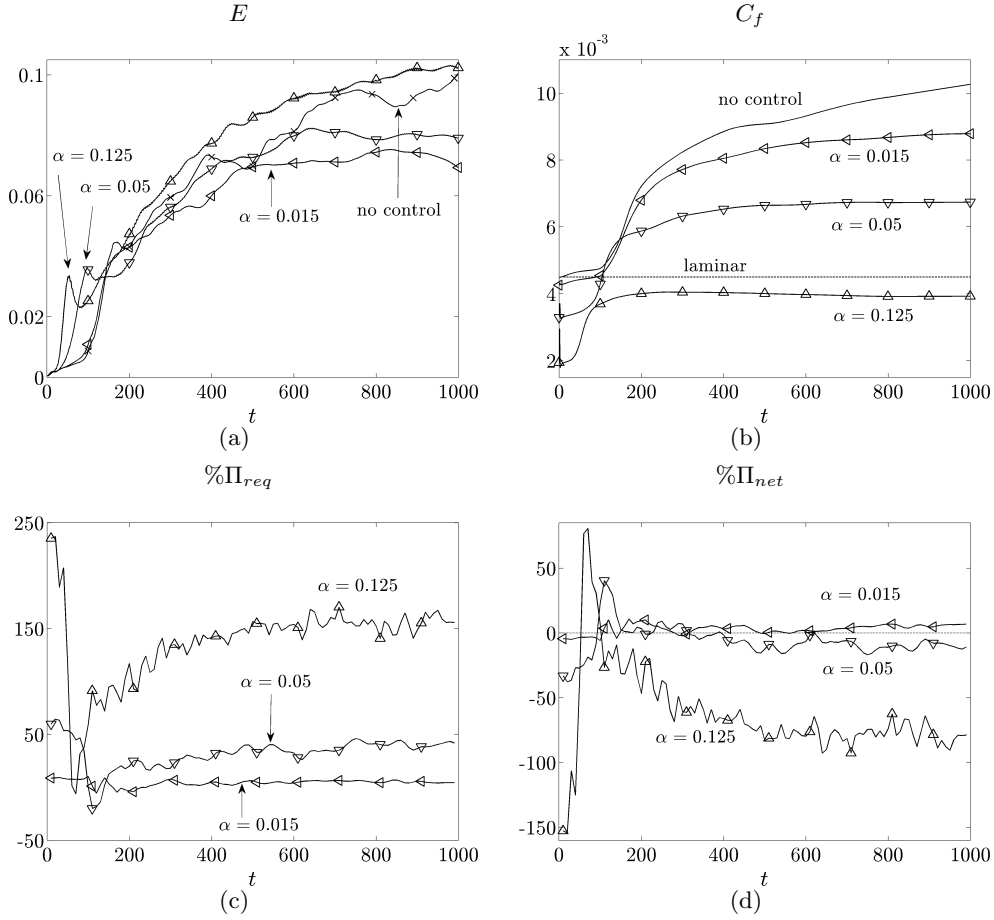 E
0.1
0.06
0.02
0
α = 0.125
α = 0.05
α = 0.015
no control
0 200 400 600 800 1000
t
(a)
C_f
x 10^-3
10
8
6
4
2
no control
α = 0.015
α = 0.05
laminar
α = 0.125
0 200 400 600 800 1000
t
(b)
%Π_req
250
150
50
50
-50
α = 0.125
α = 0.05
α = 0.015
0 200 400 600 800 1000
t
(c)
%Π_net
50
0
-50
-100
-150
α = 0.015
α = 0.05
α = 0.125
0 200 400 600 800 1000
t
(d)